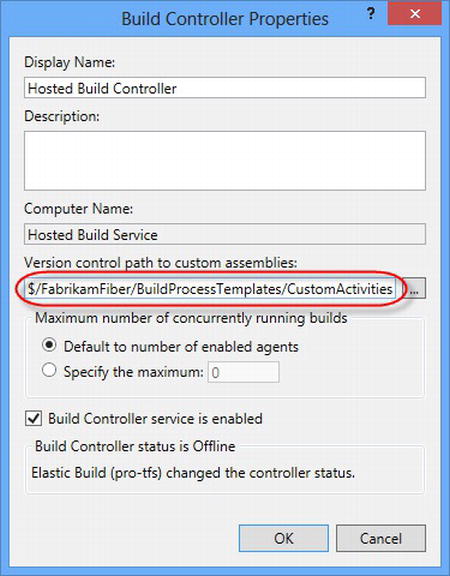 Build Controller Properties
?
Display Name:
Hosted Build Controller
Description:
Computer Name:
Hosted Build Service
Version control path to custom assemblies:
$/FabrikamFiber/BuildProcessTemplates/CustomActivities
...
Maximum number of concurrently running builds
Default to number of enabled agents
Specify the maximum: 0
Build Controller service is enabled
Build Controller status is Offline
Elastic Build (pro-tfs) changed the controller status.
OK Cancel